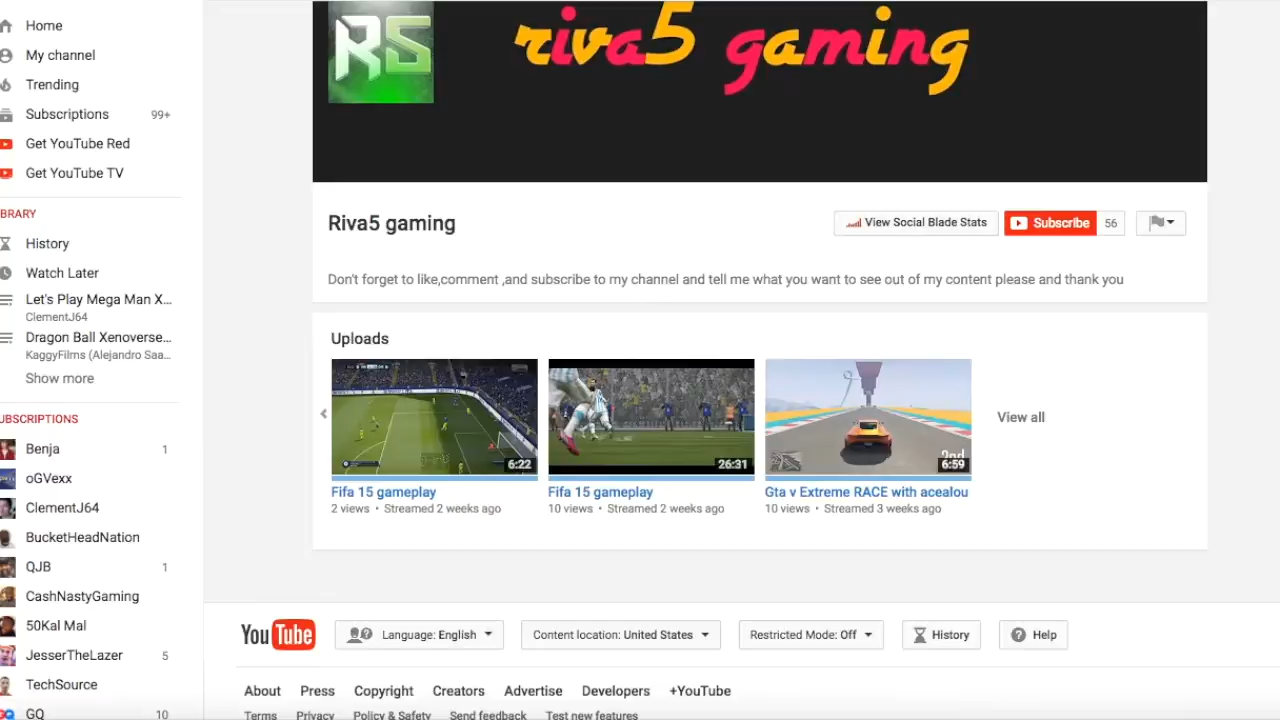 Home
My channel
Trending
Subscriptions 99+
Get YouTube Red
Get YouTube TV
BRARY
History
Watch Later
Let's Play Mega Man X...
ClementJ64
Dragon Ball Xenoverse...
KaggyFilms (Alejandro Saa...
Show more
UBSCRIPTIONS
Benja 1
oGVexx
ClementJ64
BucketHeadNation
QJB 1
CashNastyGaming
50Kal Mal
JesserTheLazer 5
TechSource
GQ 10
RS
riva5 gaming
Riva5 gaming
View Social Blade Stats
Subscribe 56
Don't forget to like,comment ,and subscribe to my channel and tell me what you want to see out of my content please and thank you
Uploads
6:22
Fifa 15 gameplay
2 views • Streamed 2 weeks ago
26:31
Fifa 15 gameplay
10 views • Streamed 2 weeks ago
2nd
6:59
Gta v Extreme RACE with acealou
10 views • Streamed 3 weeks ago
View all
YouTube
Language: English
Content location: United States
Restricted Mode: Off
History
Help
About Press Copyright Creators Advertise Developers +YouTube
Terms Privacy Policy & Safety Send feedback Test new features